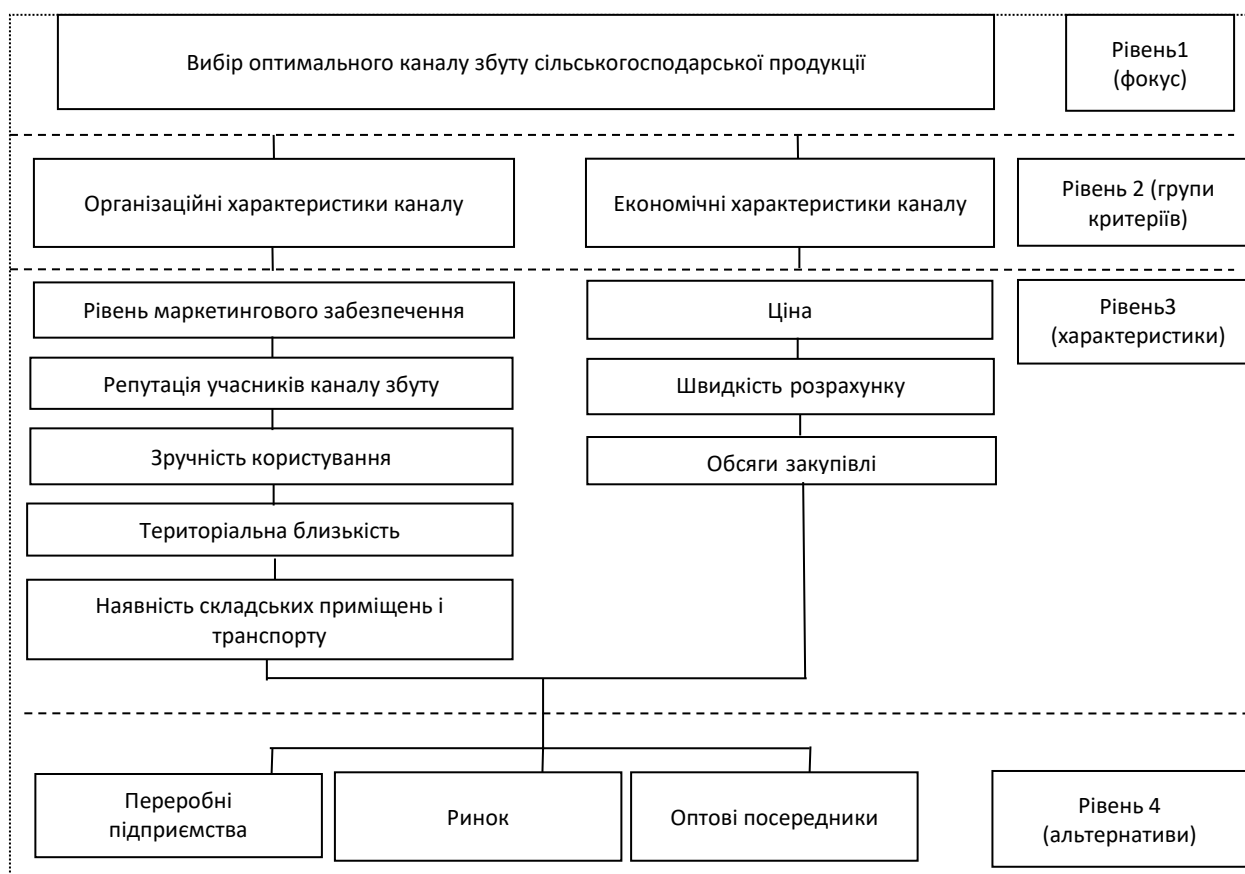 Вибір оптимального каналу збуту сільськогосподарської продукції
Рівень1
(фокус)
Організаційні характеристики каналу
Економічні характеристики каналу
Рівень 2 (групи
критеріїв)
Рівень маркетингового забезпечення
Ціна
Рівень3
(характеристики)
Репутація учасників каналу збуту
Швидкість розрахунку
Зручність користування
Обсяги закупівлі
Територіальна близькість
Наявність складських приміщень і
транспорту
Переробні
підприємства
Ринок
Оптові посередники
Рівень 4
(альтернативи)